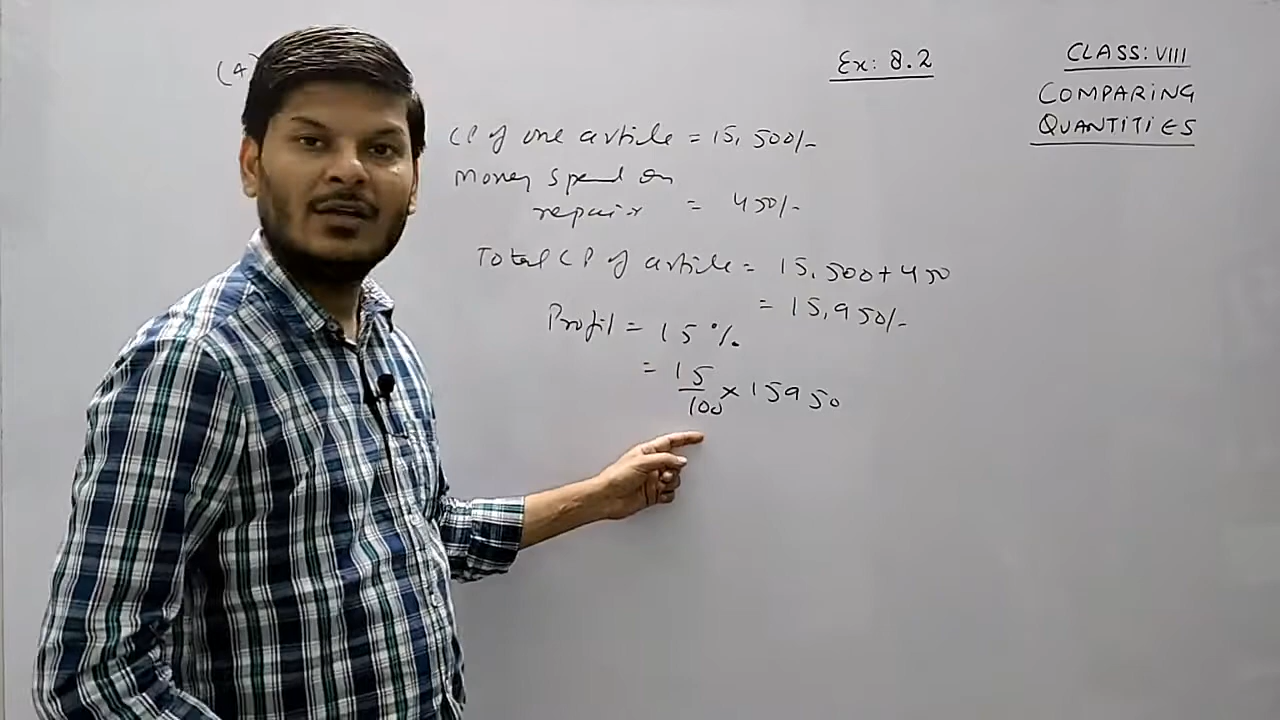 (4)
Ex: 8.2
CLASS: VIII
COMPARING
QUANTITIES
CP of one article = 15,500/-
Money spend on
repair = 450/-
Total CP of article = 15,500 + 450
= 15,950/-
Profit = 15%
= 15/100 × 15950